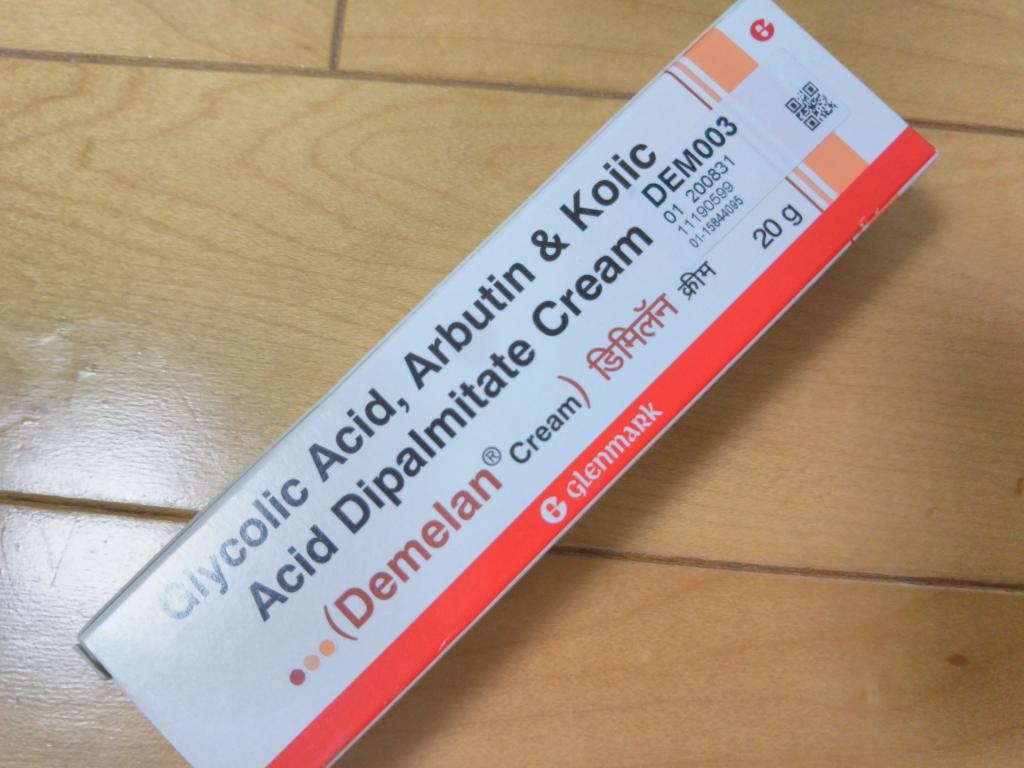 Glycolic Acid, Arbutin & Kojic
Acid Dipalmitate Cream
(Demelan® Cream) डिमिलॅन क्रीम
20 g
DEM003
01 200831
11190599
01-15844095
G Glenmark